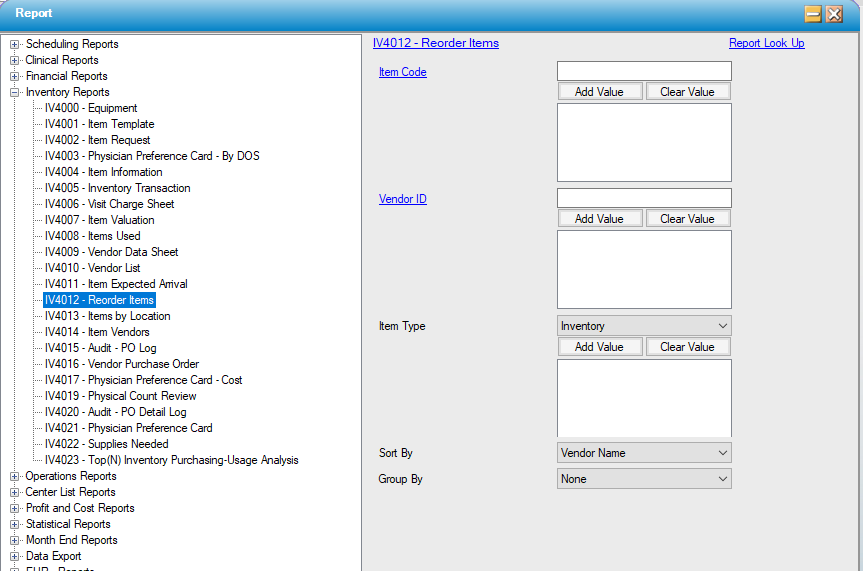 Report
Scheduling Reports
Clinical Reports
Financial Reports
Inventory Reports
IV4000 - Equipment
IV4001 - Item Template
IV4002 - Item Request
IV4003 - Physician Preference Card - By DOS
IV4004 - Item Information
IV4005 - Inventory Transaction
IV4006 - Visit Charge Sheet
IV4007 - Item Valuation
IV4008 - Items Used
IV4009 - Vendor Data Sheet
IV4010 - Vendor List
IV4011 - Item Expected Arrival
IV4012 - Reorder Items
IV4013 - Items by Location
IV4014 - Item Vendors
IV4015 - Audit - PO Log
IV4016 - Vendor Purchase Order
IV4017 - Physician Preference Card - Cost
IV4019 - Physical Count Review
IV4020 - Audit - PO Detail Log
IV4021 - Physician Preference Card
IV4022 - Supplies Needed
IV4023 - Top(N) Inventory Purchasing-Usage Analysis
Operations Reports
Center List Reports
Profit and Cost Reports
Statistical Reports
Month End Reports
Data Export
IV4012 - Reorder Items Report Look Up
Item Code
Add Value Clear Value
Vendor ID
Add Value Clear Value
Item Type Inventory
Add Value Clear Value
Sort By Vendor Name
Group By None